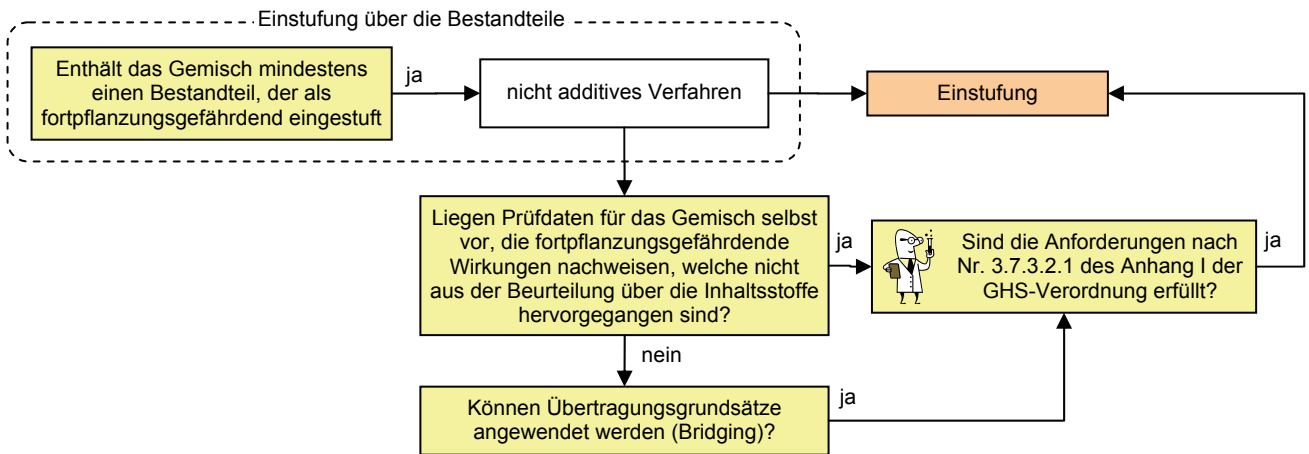 Einstufung über die Bestandteile
Enthält das Gemisch mindestens
einen Bestandteil, der als
fortpflanzungsgefährdend eingestuft
ja
nicht additives Verfahren
Einstufung
Liegen Prüfdaten für das Gemisch selbst
vor, die fortpflanzungsgefährdende
Wirkungen nachweisen, welche nicht
aus der Beurteilung über die Inhaltsstoffe
hervorgegangen sind?
ja
Sind die Anforderungen nach
Nr. 3.7.3.2.1 des Anhang I der
GHS-Verordnung erfüllt?
ja
nein
Können Übertragungsgrundsätze
angewendet werden (Bridging)?
ja